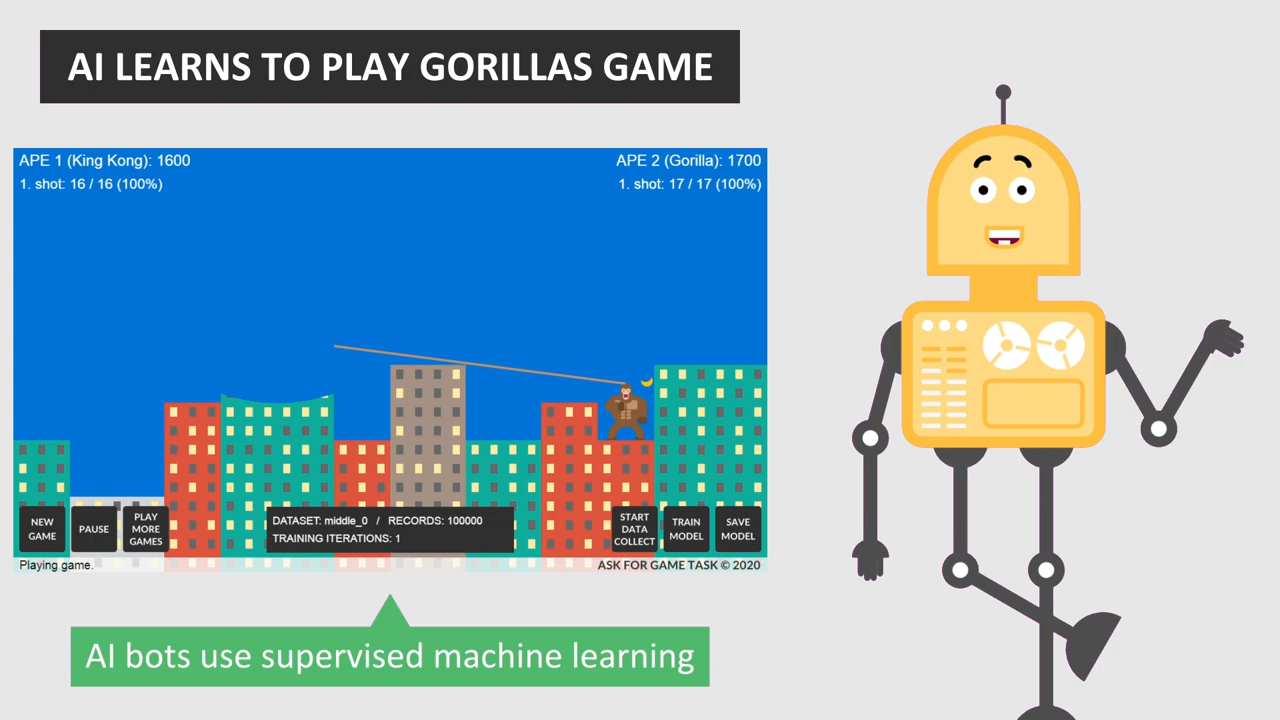 AI LEARNS TO PLAY GORILLAS GAME
APE 1 (King Kong): 1600
APE 2 (Gorilla): 1700
1. shot: 16 / 16 (100%)
1. shot: 17 / 17 (100%)
NEW
GAME
PAUSE
PLAY
MORE
GAMES
DATASET: middle_0 / RECORDS: 100000
TRAINING ITERATIONS: 1
START
DATA
COLLECT
TRAIN
MODEL
SAVE
MODEL
Playing game.
ASK FOR GAME TASK © 2020
AI bots use supervised machine learning